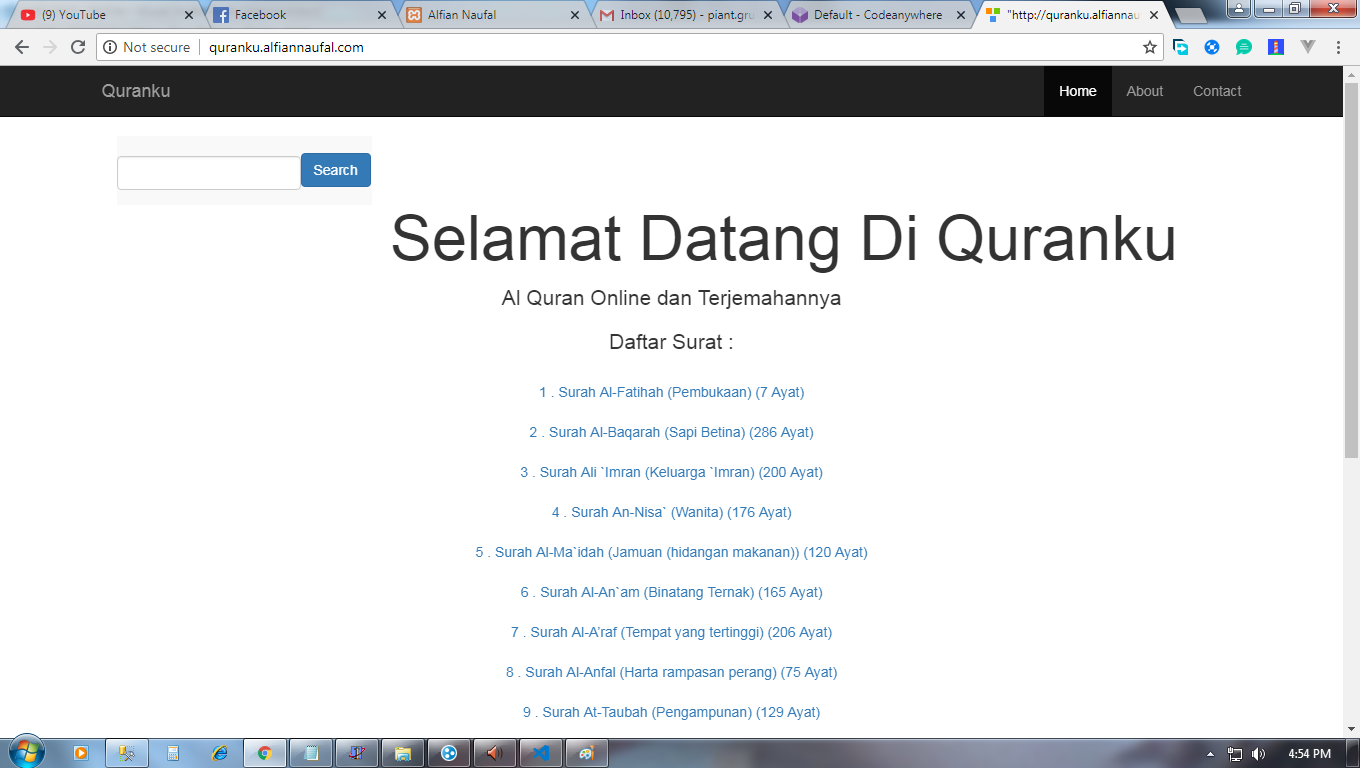 (9) YouTube Facebook Alfian Naufal Inbox (10,795) - piant.gru Default - Codeanywhere "http://quranku.alfiannau
Not secure quranku.alfiannaufal.com
Quranku Home About Contact
Search
Selamat Datang Di Quranku
Al Quran Online dan Terjemahannya
Daftar Surat :
1 . Surah Al-Fatihah (Pembukaan) (7 Ayat)
2 . Surah Al-Baqarah (Sapi Betina) (286 Ayat)
3 . Surah Ali `Imran (Keluarga `Imran) (200 Ayat)
4 . Surah An-Nisa` (Wanita) (176 Ayat)
5 . Surah Al-Ma`idah (Jamuan (hidangan makanan)) (120 Ayat)
6 . Surah Al-An`am (Binatang Ternak) (165 Ayat)
7 . Surah Al-A'raf (Tempat yang tertinggi) (206 Ayat)
8 . Surah Al-Anfal (Harta rampasan perang) (75 Ayat)
9 . Surah At-Taubah (Pengampunan) (129 Ayat)
4:54 PM